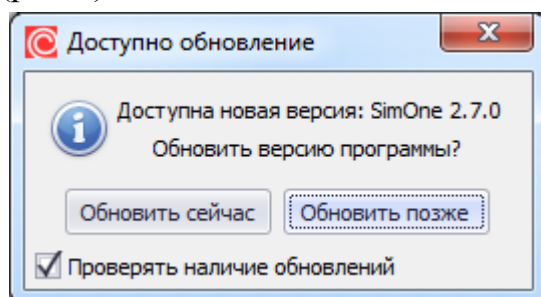 Доступно обновление
Доступна новая версия: SimOne 2.7.0
Обновить версию программы?
Обновить сейчас
Обновить позже
Проверять наличие обновлений